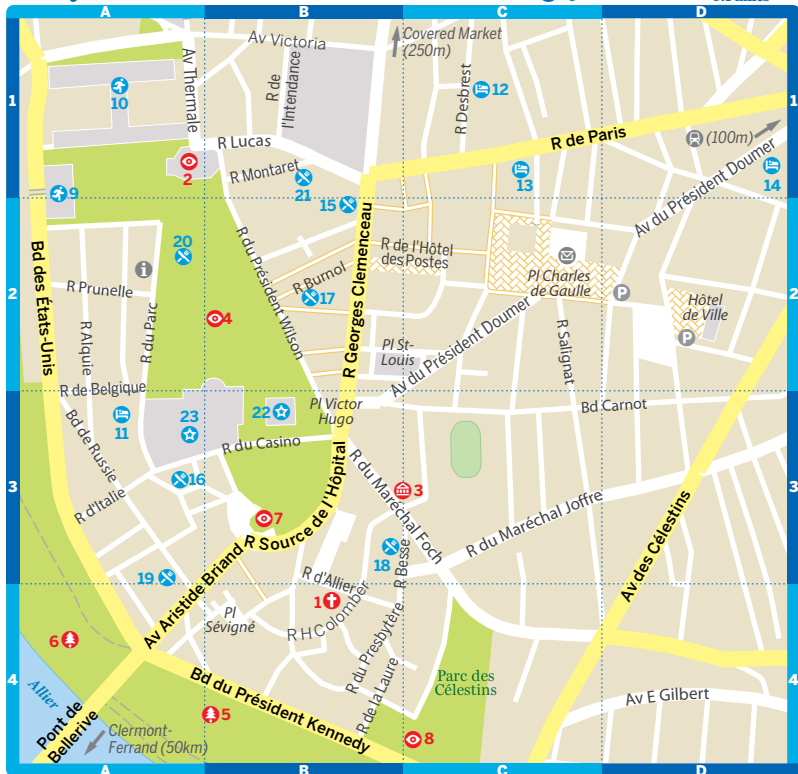 A
B
C
D
Av Victoria
Covered Market
(250m)
Av Thermale
R de
l'Intendance
R Desbrest
12
10
1
1
R de Paris
R Lucas
(100m)
2
R Montaret
21
13
14
9
15
Av du Président Doumer
20
R du Président Wilson
R de l'Hôtel
des Postes
Bd des États-Unis
R Georges Clemenceau
Pl Charles
de Gaulle
R Prunelle
R Burnol
17
Hôtel
de Ville
2
2
4
R du Parc
R Alquie
Pl St-
Louis
Av du Président Doumer
R Salignat
P
P
R de Belgique
11
23
22
Pl Victor
Hugo
Bd Carnot
Bd de Russie
R du Casino
3
3
16
3
R d'Italie
7
R Source de l'Hôpital
R du Maréchal Foch
R du Maréchal Joffre
18
R Besse
19
Av Aristide Briand
R d'Allier
1
Av des Célestins
Pl
Sévigné
R H Colomber
R du Presbytère
6
4
4
R de la Laure
Parc des
Célestins
Bd du Président Kennedy
Av E Gilbert
Allier
5
8
Pont de
Bellerive
Clermont-
Ferrand (50km)
A
B
C
D